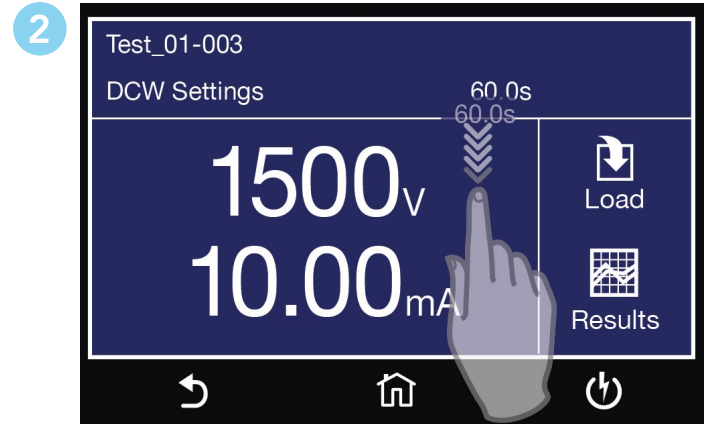 2
Test_01-003
DCW Settings 60.0s
60.0s
1500V
Load
10.00mA
Results